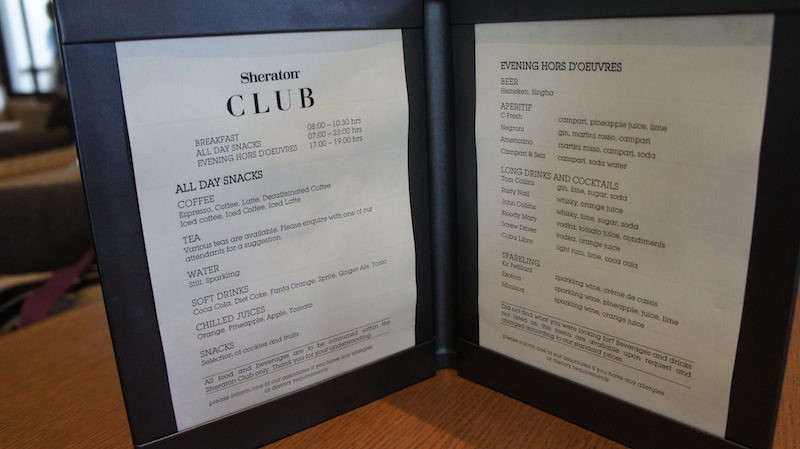 Sheraton
CLUB
BREAKFAST 08:00 – 10:30 hrs
ALL DAY SNACKS 07:00 – 23:00 hrs
EVENING HORS D'OEUVRES 17:00 – 19:00 hrs
ALL DAY SNACKS
COFFEE
Espresso, Coffee, Latte, Decaffeinated Coffee
Iced coffee, Iced Coffee, Iced Latte
TEA
Various teas are available. Please enquire with one of our
attendants for a suggestion.
WATER
Still, Sparkling
SOFT DRINKS
Coca Cola, Diet Coke, Fanta Orange, Sprite, Ginger Ale, Tonic
CHILLED JUICES
Orange, Pineapple, Apple, Tomato
SNACKS
Selection of cookies and fruits
All food and beverages are to be consumed within the
Sheraton Club only. Thank you for your understanding.
please inform one of our associates if you have any allergies
or dietary requirements
EVENING HORS D'OEUVRES
BEER
Heineken, Singha
APERITIF
C-Fresh campari, pineapple juice, lime
Negroni gin, martini rosso, campari
Americano martini rosso, campari, soda
Campari & Selz campari, soda water
LONG DRINKS AND COCKTAILS
Tom Collins gin, lime, sugar, soda
Rusty Nail whisky, orange juice
John Collins whisky, lime, sugar, soda
Bloody Mary vodka, tomato juice, condiments
Screw Driver vodka, orange juice
Cuba Libre light rum, lime, coca cola
SPARKLING
Kir Petillant sparkling wine, crème de cassis
Exotica sparkling wine, pineapple, juice, lime
Mimosa sparkling wine, orange juice
Did not find what you were looking for? Beverages and drinks
not listed on this menu are available upon request and
charged accounting to our standard prices.
please inform one of our associates if you have any allergies
or dietary requirements